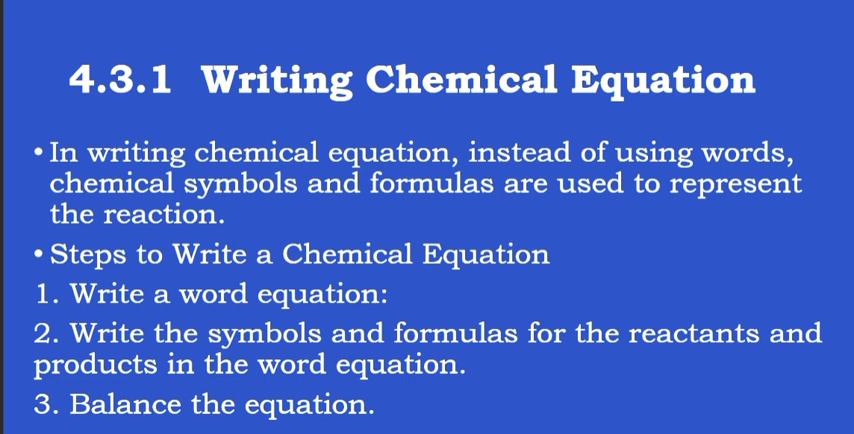 4.3.1 Writing Chemical Equation
• In writing chemical equation, instead of using words,
chemical symbols and formulas are used to represent
the reaction.
• Steps to Write a Chemical Equation
1. Write a word equation:
2. Write the symbols and formulas for the reactants and
products in the word equation.
3. Balance the equation.